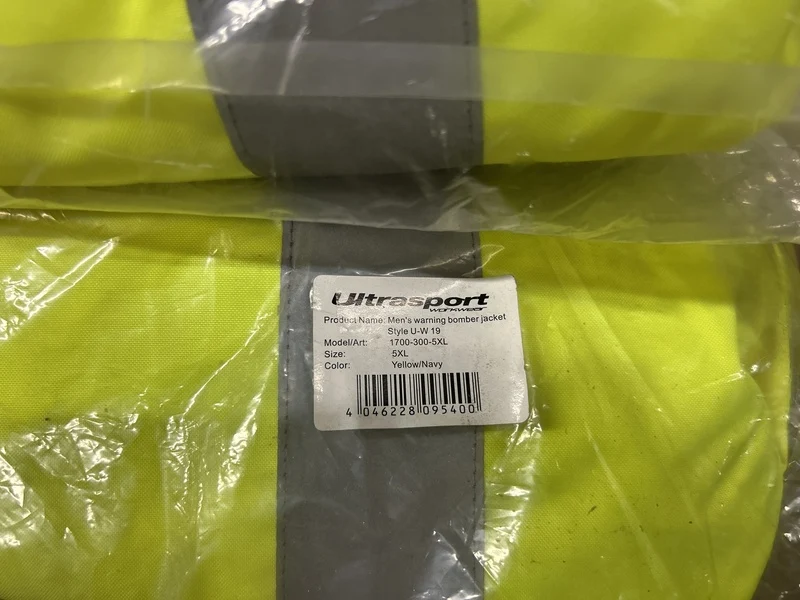 Ultrasport
workwear
Product Name: Men's warning bomber jacket
Style U-W 19
Model/Art: 1700-300-5XL
Size: 5XL
Color: Yellow/Navy
4 046228 095400